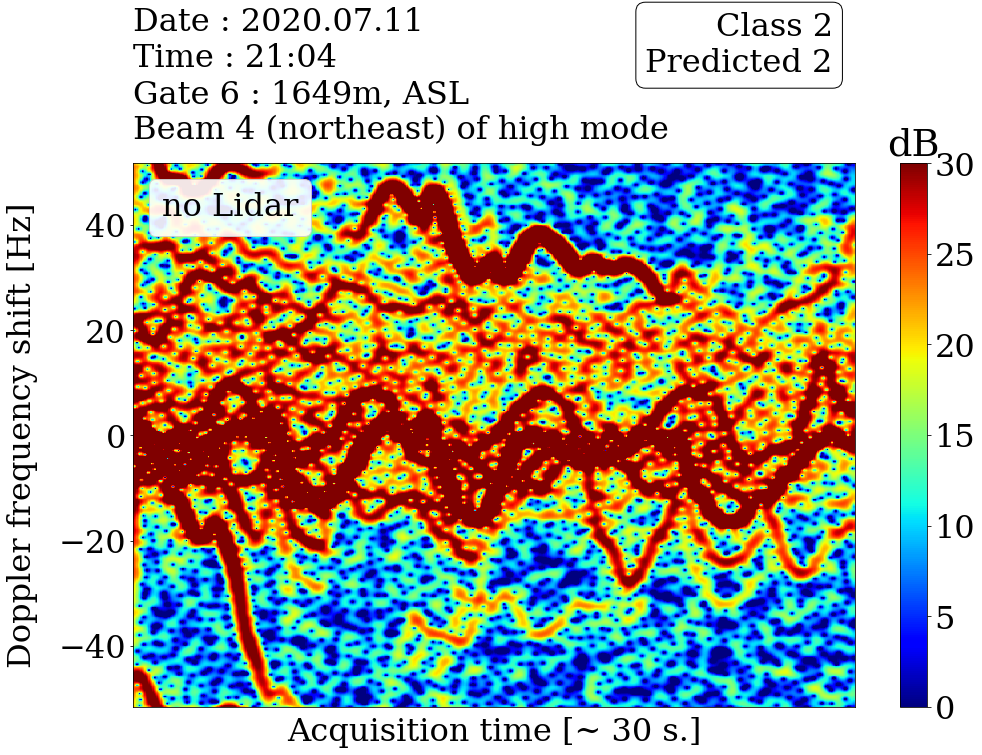 Date : 2020.07.11
Time : 21:04
Gate 6 : 1649m, ASL
Beam 4 (northeast) of high mode
Class 2
Predicted 2
dB
no Lidar
Doppler frequency shift [Hz]
40
20
0
−20
−40
Acquisition time [~ 30 s.]
30
25
20
15
10
5
0